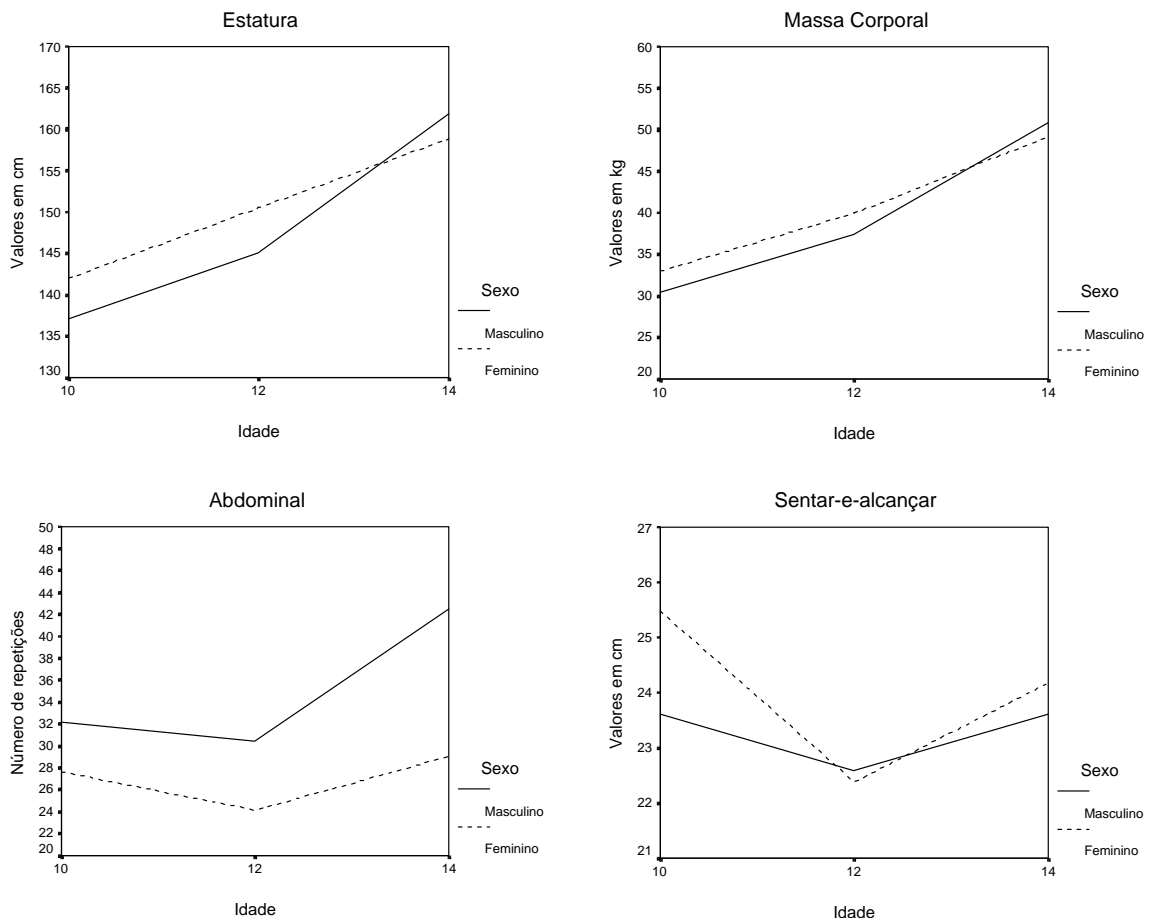 Estatura
170
165
160
155
150
145
140
135
130
Valores em cm
10
12
14
Idade
Sexo
Masculino
Feminino
Massa Corporal
60
55
50
45
40
35
30
25
20
Valores em kg
10
12
14
Idade
Sexo
Masculino
Feminino
Abdominal
50
48
46
44
42
40
38
36
34
32
30
28
26
24
22
20
Número de repetições
10
12
14
Idade
Sexo
Masculino
Feminino
Sentar-e-alcançar
27
26
25
24
23
22
21
Valores em cm
10
12
14
Idade
Sexo
Masculino
Feminino